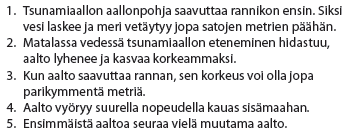 1. Tsunamiaallon aallonpohja saavuttaa rannikon ensin. Siksi
vesi laskee ja meri vetäytyy jopa satojen metrien päähän.
2. Matalassa vedessä tsunamiaallon eteneminen hidastuu,
aalto lyhenee ja kasvaa korkeammaksi.
3. Kun aalto saavuttaa rannan, sen korkeus voi olla jopa
parikymmentä metriä.
4. Aalto vyöryy suurella nopeudella kauas sisämaahan.
5. Ensimmäistä aaltoa seuraa vielä muutama aalto.